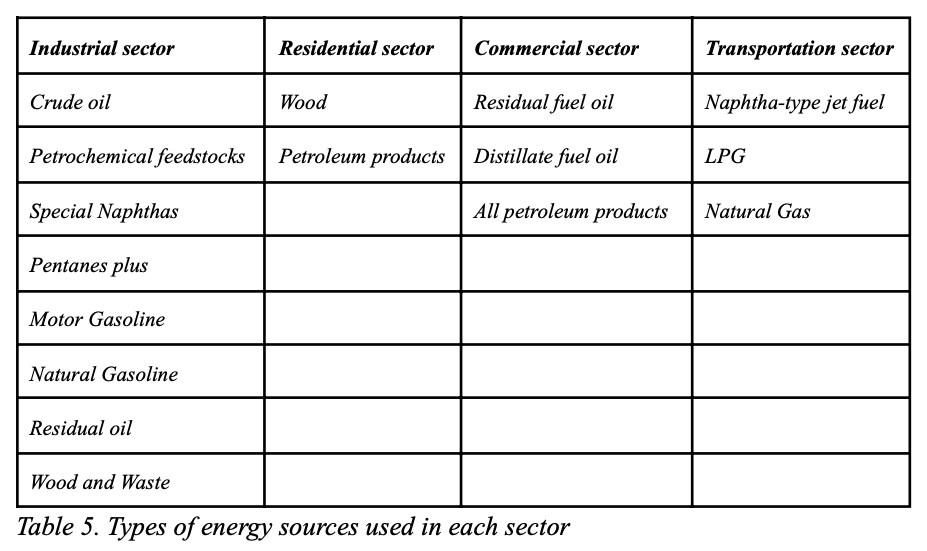 Industrial sector Residential sector Commercial sector Transportation sector
Crude oil Wood Residual fuel oil Naphtha-type jet fuel
Petrochemical feedstocks Petroleum products Distillate fuel oil LPG
Special Naphthas All petroleum products Natural Gas
Pentanes plus
Motor Gasoline
Natural Gasoline
Residual oil
Wood and Waste
Table 5. Types of energy sources used in each sector